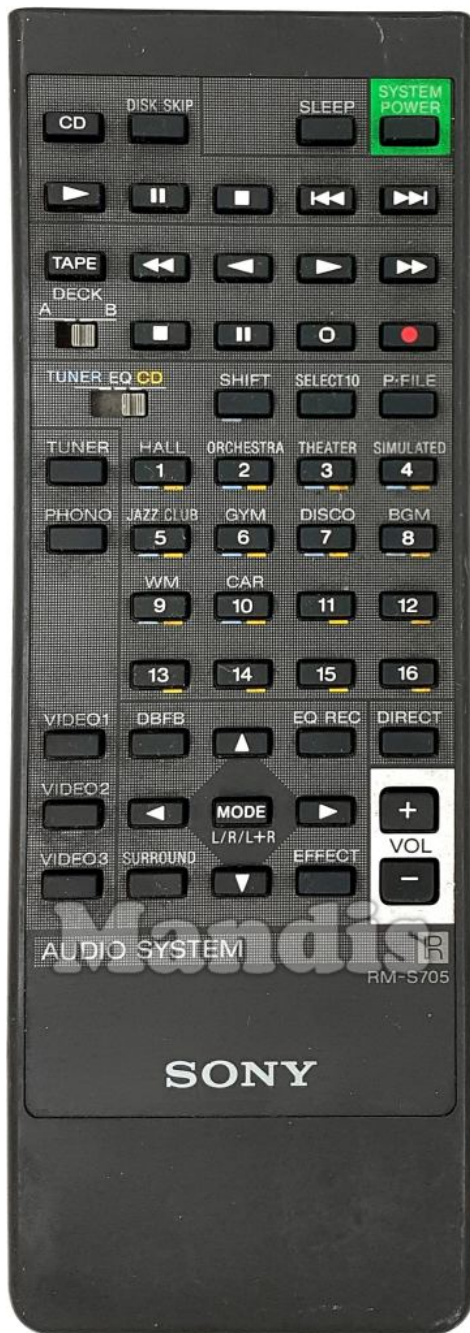 DISK SKIP SLEEP SYSTEM POWER
CD
TAPE
DECK
A B
TUNER EQ CD SHIFT SELECT10 P·FILE
TUNER HALL ORCHESTRA THEATER SIMULATED
1 2 3 4
PHONO JAZZ CLUB GYM DISCO BGM
5 6 7 8
WM CAR
9 10 11 12
13 14 15 16
VIDEO1 DBFB EQ REC DIRECT
VIDEO2 MODE +
L/R/L+R VOL
VIDEO3 SURROUND EFFECT −
Mandis
AUDIO SYSTEM R
RM-S705
SONY